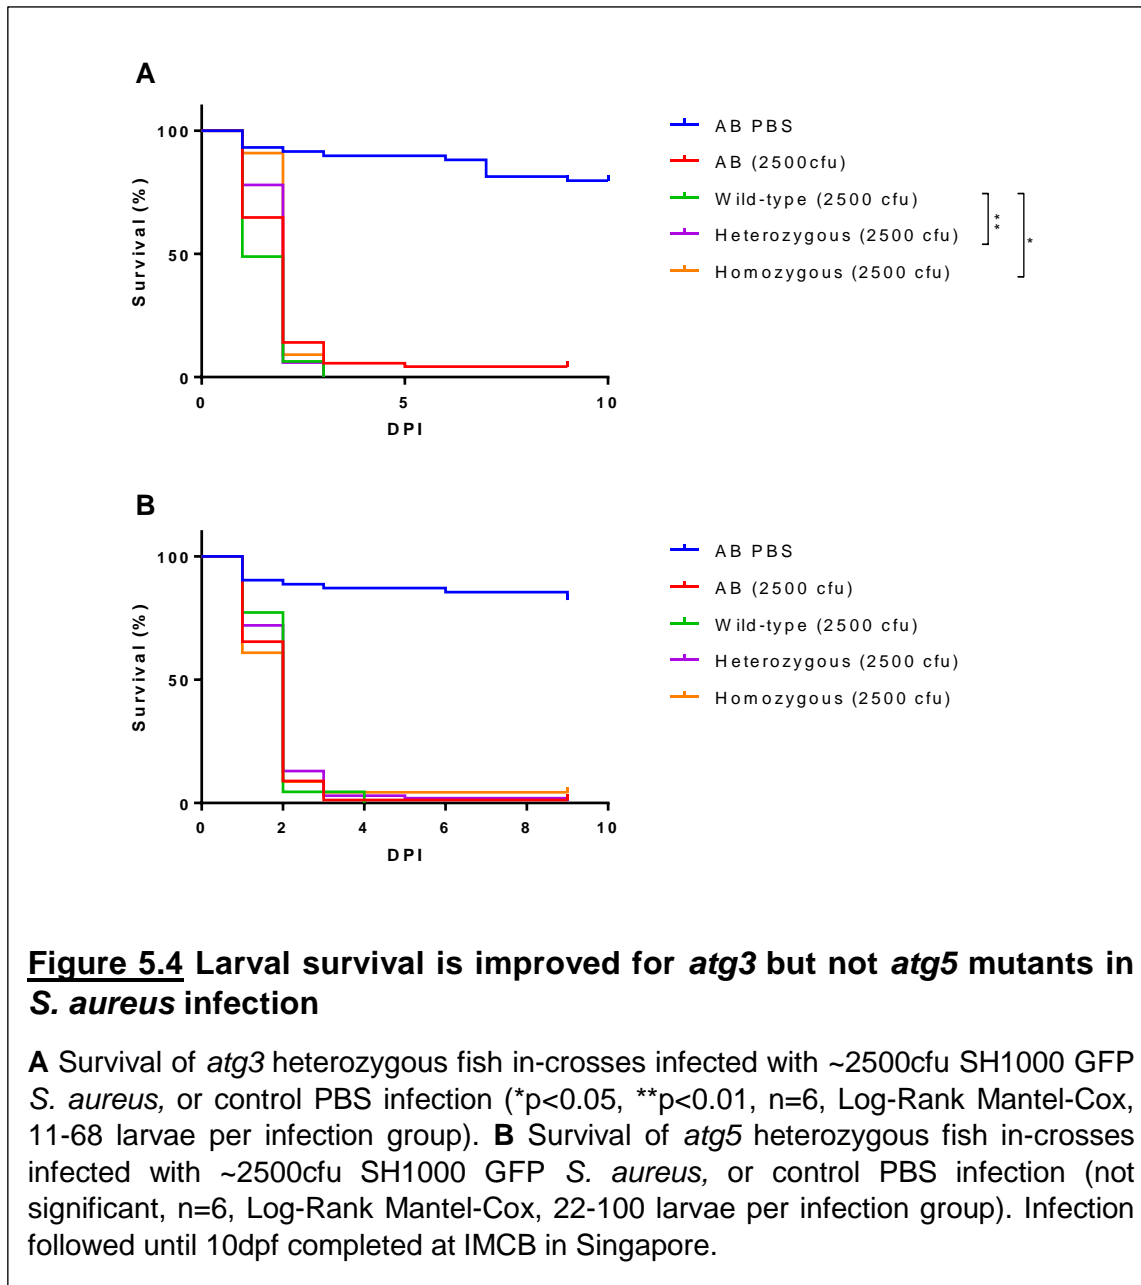 A
100
50
0
Survival (%)
0
5
10
DPI
AB PBS
AB (2500cfu)
Wild-type (2500 cfu)
Heterozygous (2500 cfu)
Homozygous (2500 cfu)
**
*
B
100
50
0
Survival (%)
0
2
4
6
8
10
DPI
AB PBS
AB (2500 cfu)
Wild-type (2500 cfu)
Heterozygous (2500 cfu)
Homozygous (2500 cfu)
Figure 5.4 Larval survival is improved for atg3 but not atg5 mutants in
S. aureus infection
A Survival of atg3 heterozygous fish in-crosses infected with ~2500cfu SH1000 GFP
S. aureus, or control PBS infection (*p<0.05, **p<0.01, n=6, Log-Rank Mantel-Cox,
11-68 larvae per infection group). B Survival of atg5 heterozygous fish in-crosses
infected with ~2500cfu SH1000 GFP S. aureus, or control PBS infection (not
significant, n=6, Log-Rank Mantel-Cox, 22-100 larvae per infection group). Infection
followed until 10dpf completed at IMCB in Singapore.